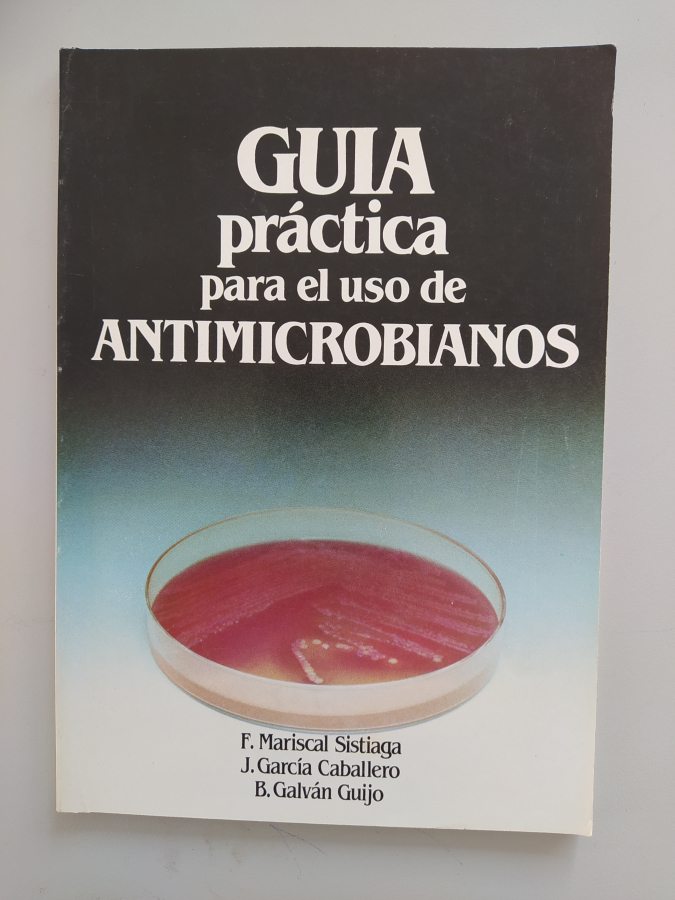 GUIA
práctica
para el uso de
ANTIMICROBIANOS
F. Mariscal Sistiaga
J. García Caballero
B. Galván Guijo